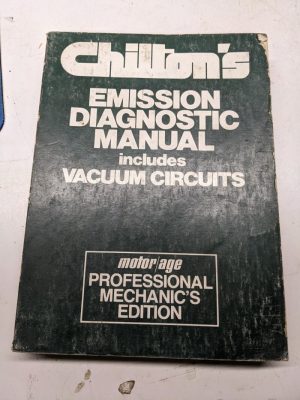 Chilton's
EMISSION
DIAGNOSTIC
MANUAL
includes
VACUUM CIRCUITS
motor age
PROFESSIONAL
MECHANIC'S
EDITION